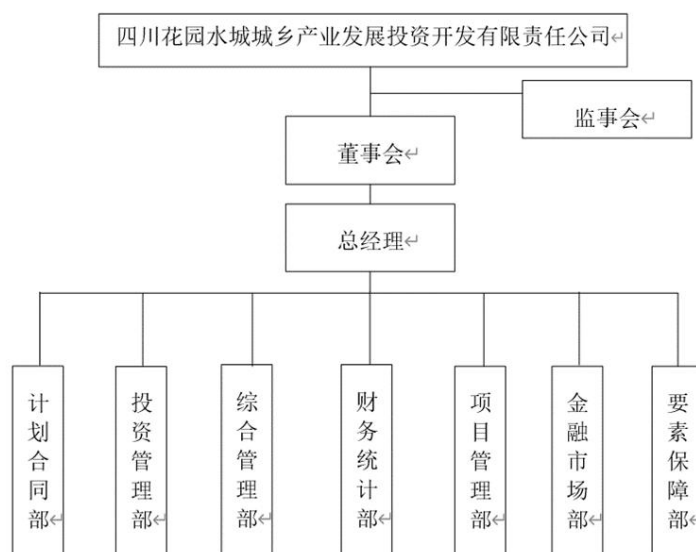 四川花园水城城乡产业发展投资开发有限责任公司
监事会
董事会
总经理
计划合同部
投资管理部
综合管理部
财务统计部
项目管理部
金融市场部
要素保障部